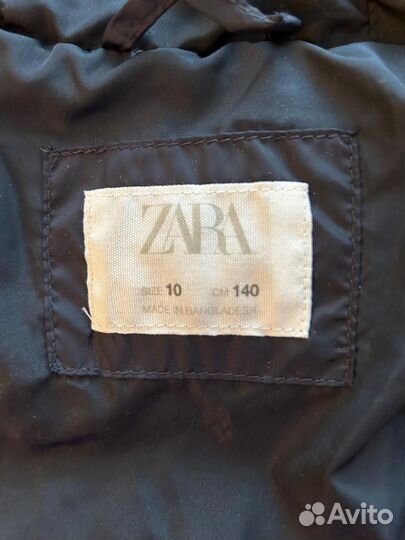 ZARA
SIZE 10 CM 140
MADE IN BANGLADESH
Avito